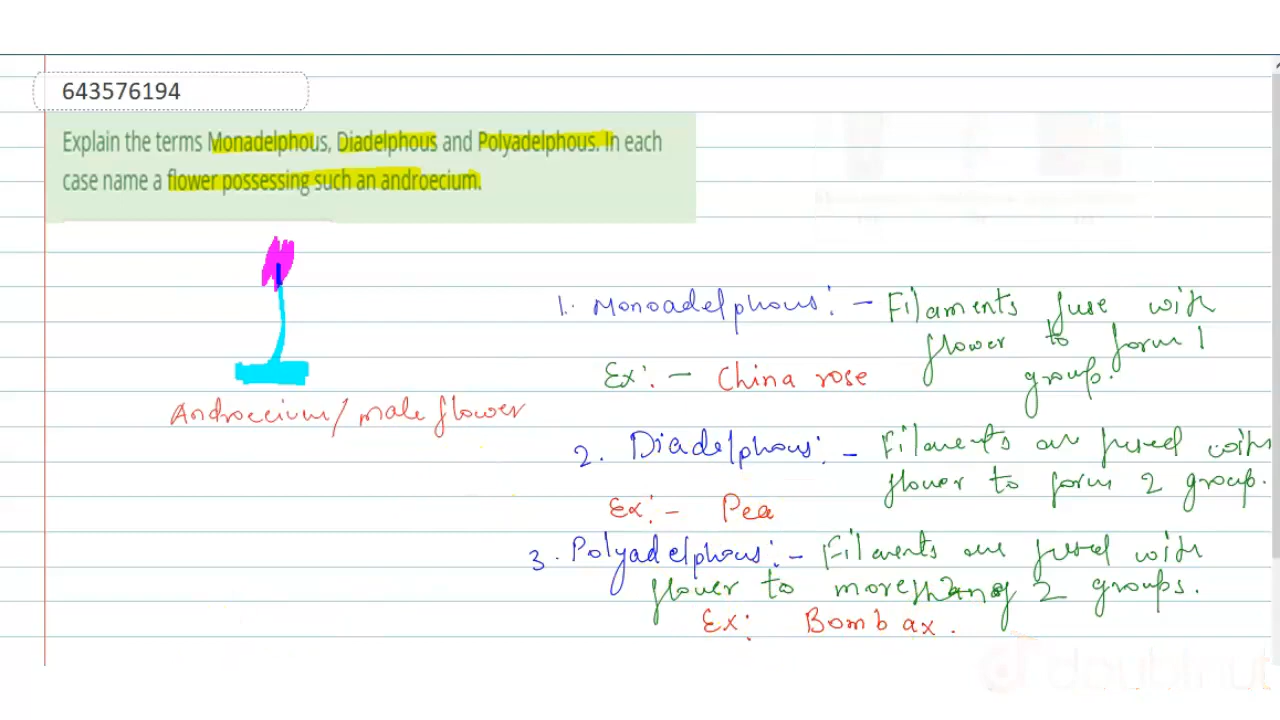 643576194
Explain the terms Monadelphous, Diadelphous and Polyadelphous. In each
case name a flower possessing such an androecium.
Androecium/male flower
1. Monoadelphous: - Filaments fuse with
flower to form 1
group.
Ex: - China rose
2. Diadelphous: - Filaments are fused with
flower to form 2 group.
Ex: - Pea
3. Polyadelphous: - Filaments are fused with
flower to more than 2 groups.
Ex: Bombax.
doubtnut